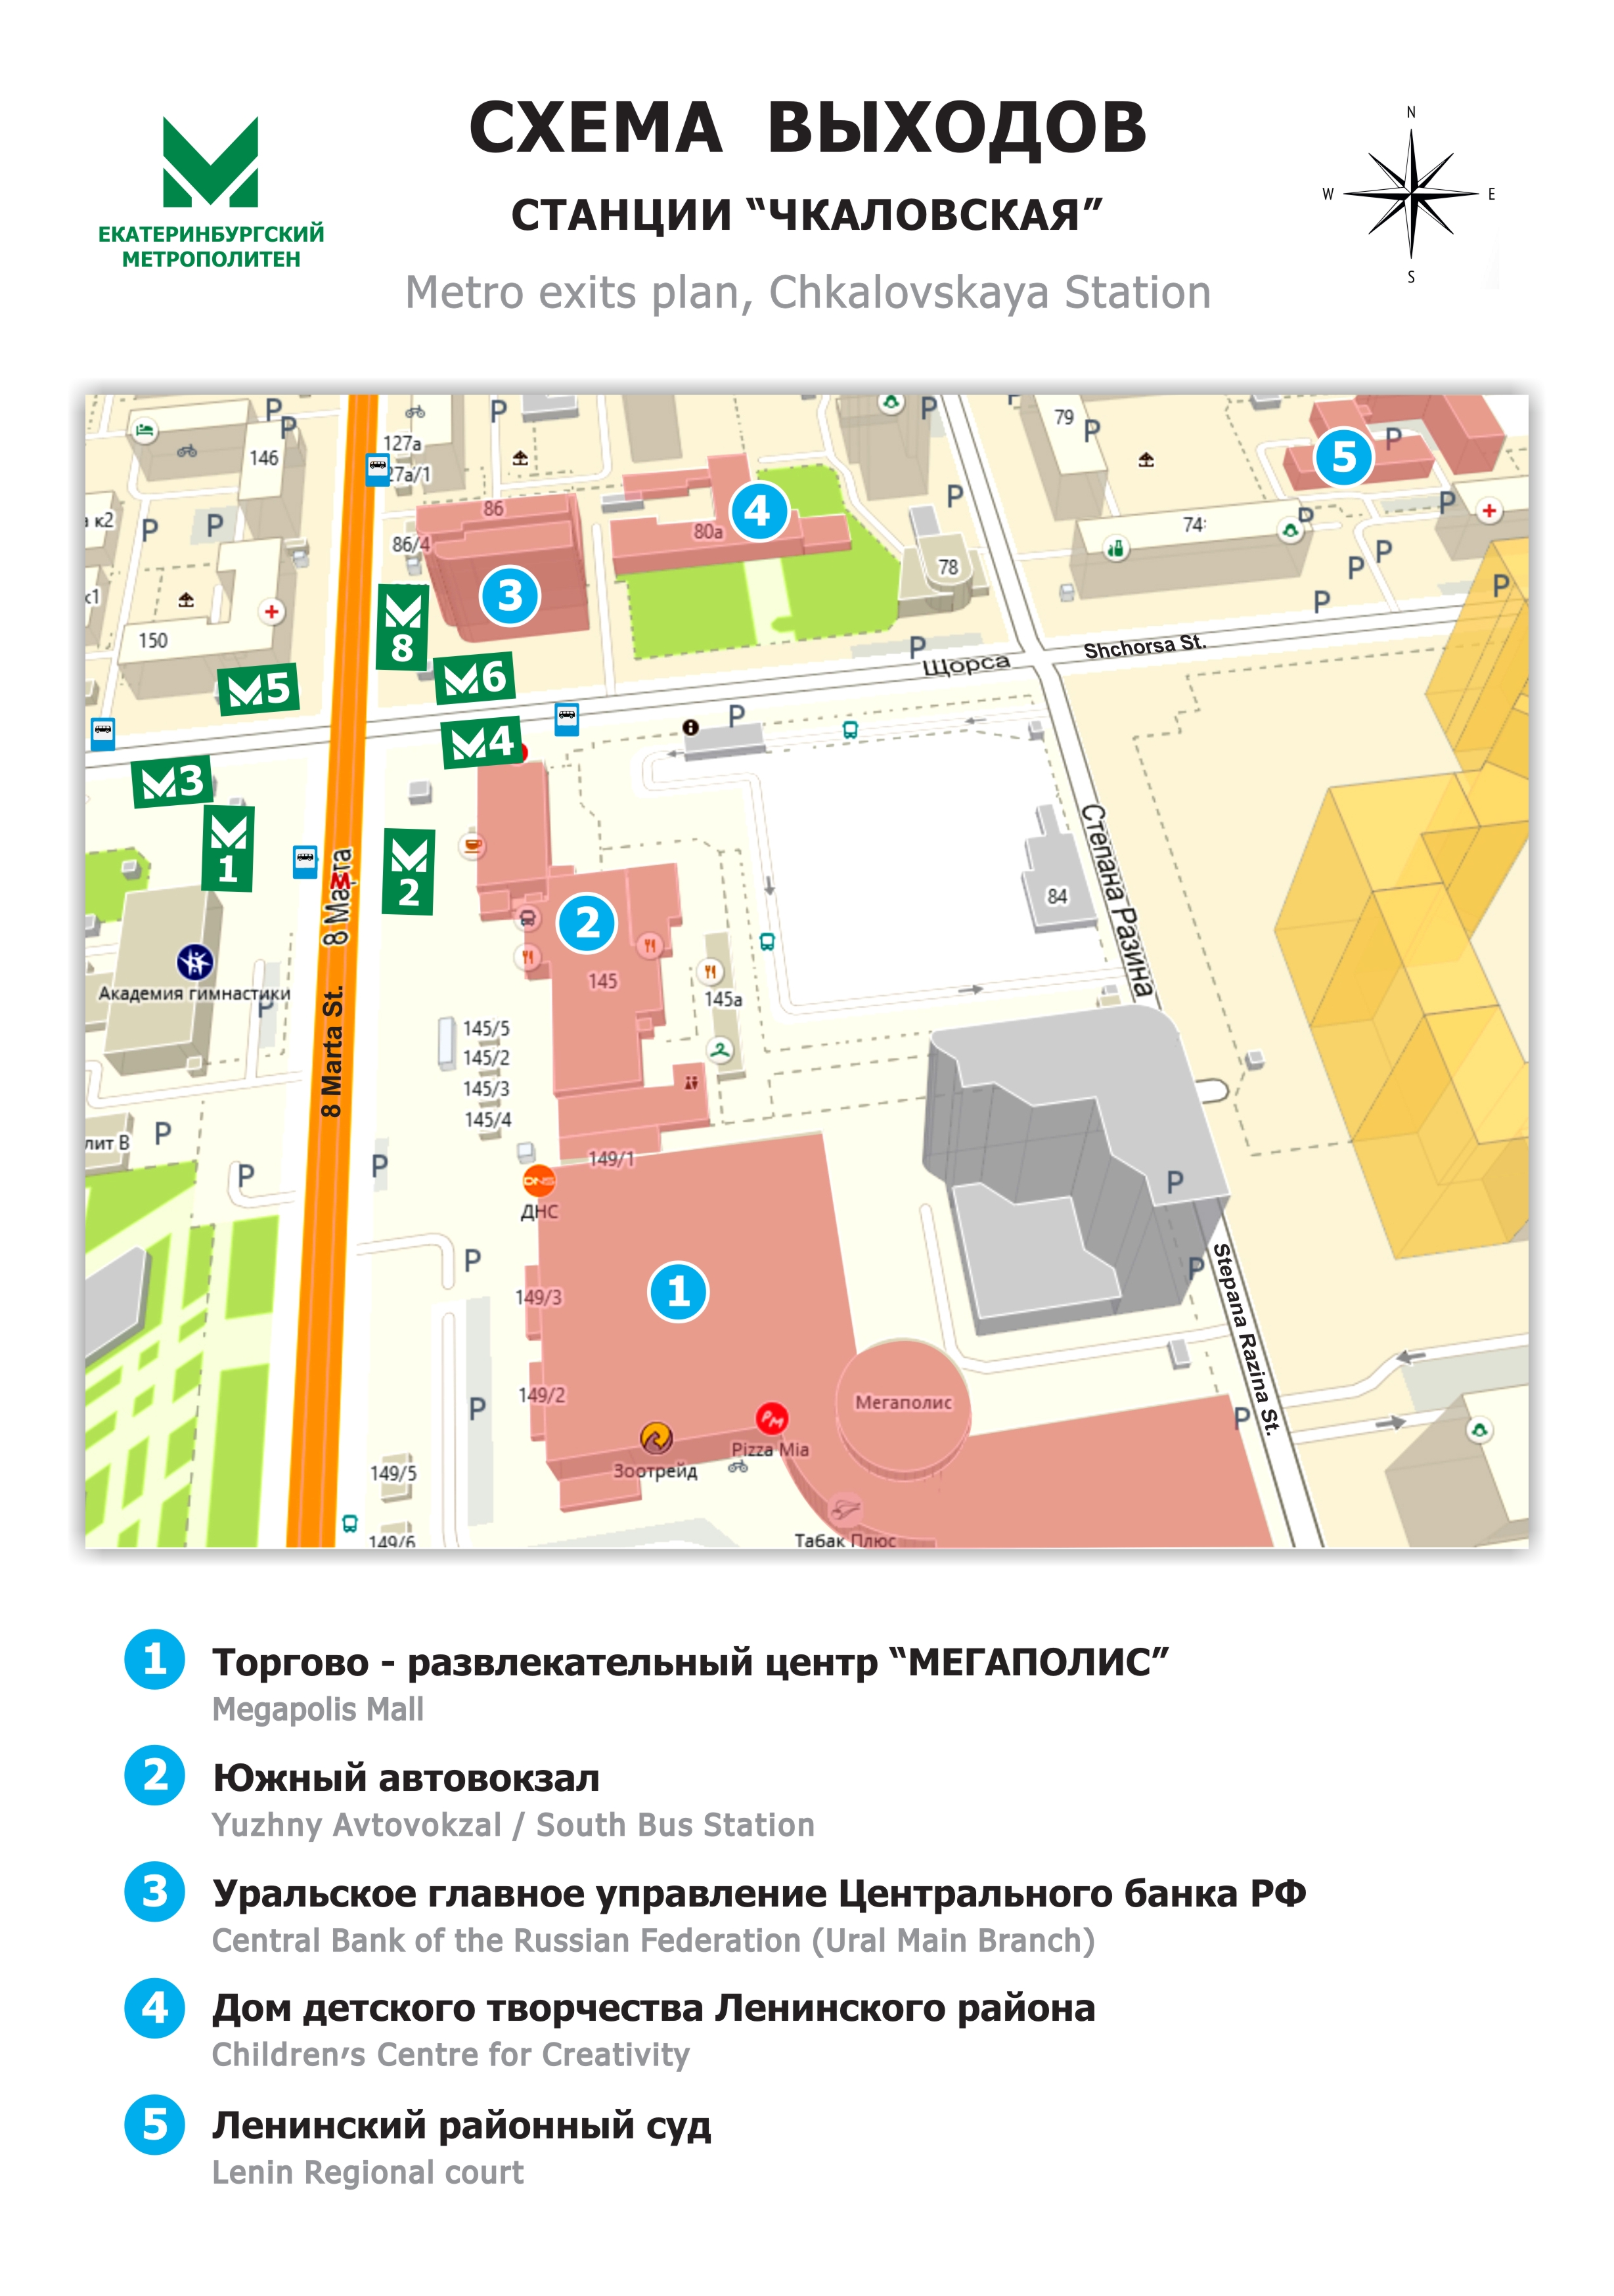 СХЕМА ВЫХОДОВ
СТАНЦИИ “ЧКАЛОВСКАЯ”
Metro exits plan, Chkalovskaya Station
ЕКАТЕРИНБУРГСКИЙ
МЕТРОПОЛИТЕН
N
W
E
S
127а
27а/1
146
P
P
P
P
79
P
P
5
86
4
80а
P
P
к2
P
P
86/4
3
78
74
P
P
P
P
P
к1
150
8
6
5
P
Щорса
Shchorsa St.
4
P
3
1
2
8 Марта
М
8 Marta St.
Академия гимнастики
P
2
145
145а
84
Степана Разина
145/5
145/2
145/3
145/4
лит В
P
P
P
149/1
DNS
ДНС
P
P
P
149/3
1
149/2
P
Мегаполис
Stepana Razina St.
P
PM
Pizza Mia
Зоотрейд
149/5
149/6
Табак Плюс
1
Торгово - развлекательный центр “МЕГАПОЛИС”
Megapolis Mall
2
Южный автовокзал
Yuzhny Avtovokzal / South Bus Station
3
Уральское главное управление Центрального банка РФ
Central Bank of the Russian Federation (Ural Main Branch)
4
Дом детского творчества Ленинского района
Children’s Centre for Creativity
5
Ленинский районный суд
Lenin Regional court